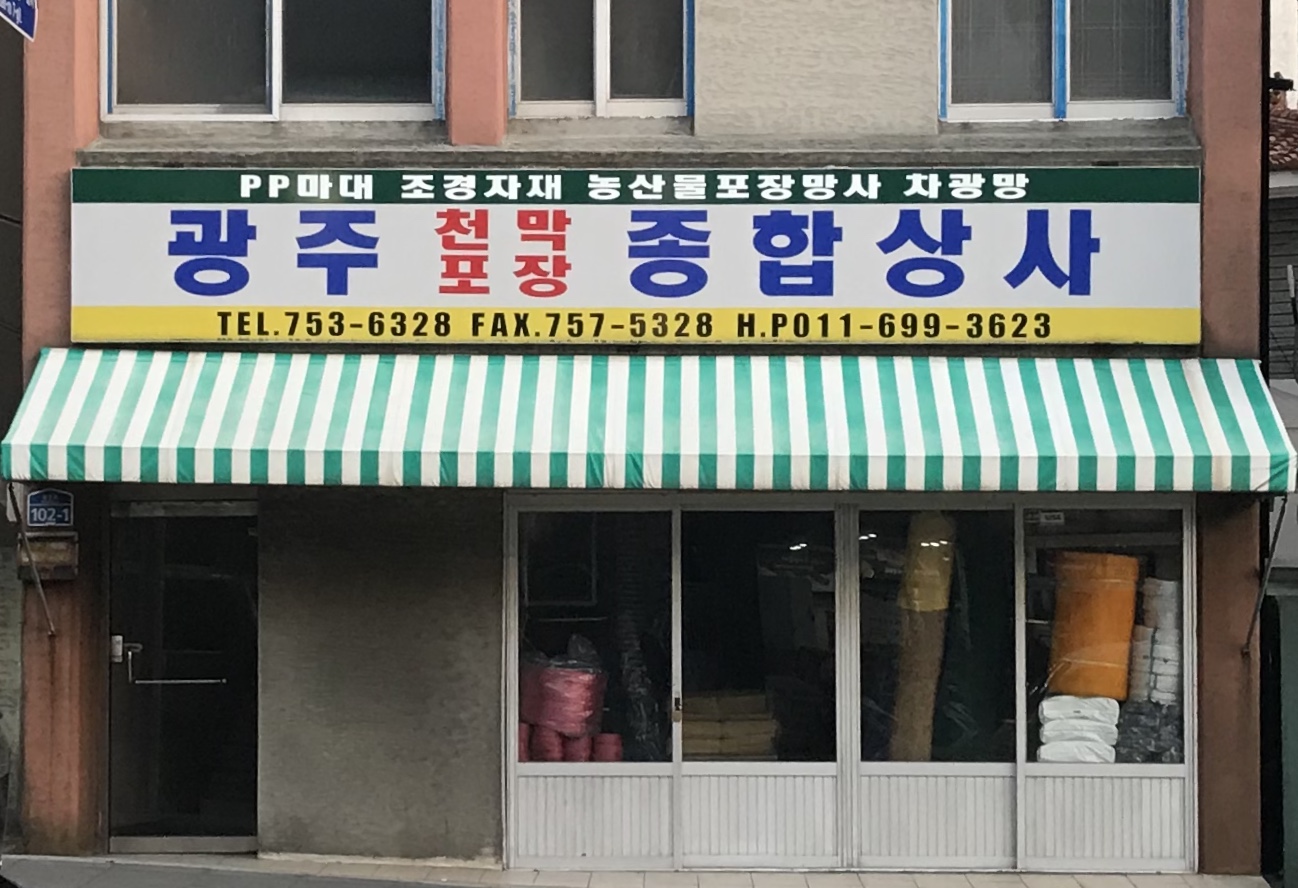 PP마대 조경자재 농산물포장망사 차광망
광주 천막 포장 종합상사
TEL.753-6328 FAX.757-5328 H.P011-699-3623
102-1